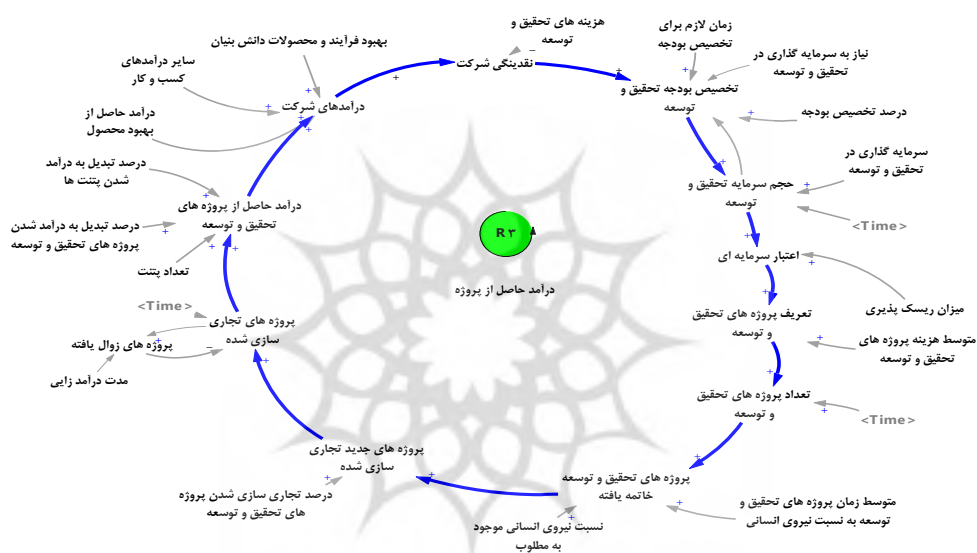 هزینه های تحقیق و
توسعه
نقدینگی شرکت
زمان لازم برای
تخصیص بودجه
نیاز به سرمایه گذاری در
تحقیق و توسعه
تخصیص بودجه تحقیق و
توسعه
درصد تخصیص بودجه
سرمایه گذاری در
تحقیق و توسعه
حجم سرمایه تحقیق و
توسعه
<Time>
اعتبار سرمایه ای
میزان ریسک پذیری
تعریف پروژه های تحقیق
و توسعه
متوسط هزینه پروژه های
تحقیق و توسعه
تعداد پروژه های تحقیق
و توسعه
<Time>
پروژه های تحقیق و توسعه
خاتمه یافته
متوسط زمان پروژه های تحقیق و
توسعه به نسبت نیروی انسانی
نسبت نیروی انسانی موجود
به مطلوب
پروژه های جدید تجاری
سازی شده
درصد تجاری سازی شدن پروژه
های تحقیق و توسعه
پروژه های تجاری
سازی شده
<Time>
پروژه های زوال یافته
مدت درآمد زایی
درآمد حاصل از پروژه های
تحقیق و توسعه
درصد تبدیل به درآمد
شدن پتنت ها
درصد تبدیل به درآمد شدن
پروژه های تحقیق و توسعه
تعداد پتنت
درآمدهای شرکت
بهبود فرآیند و محصولات دانش بنیان
سایر درآمدهای
کسب و کار
درآمد حاصل از
بهبود محصول
R ۳
درآمد حاصل از پروژه